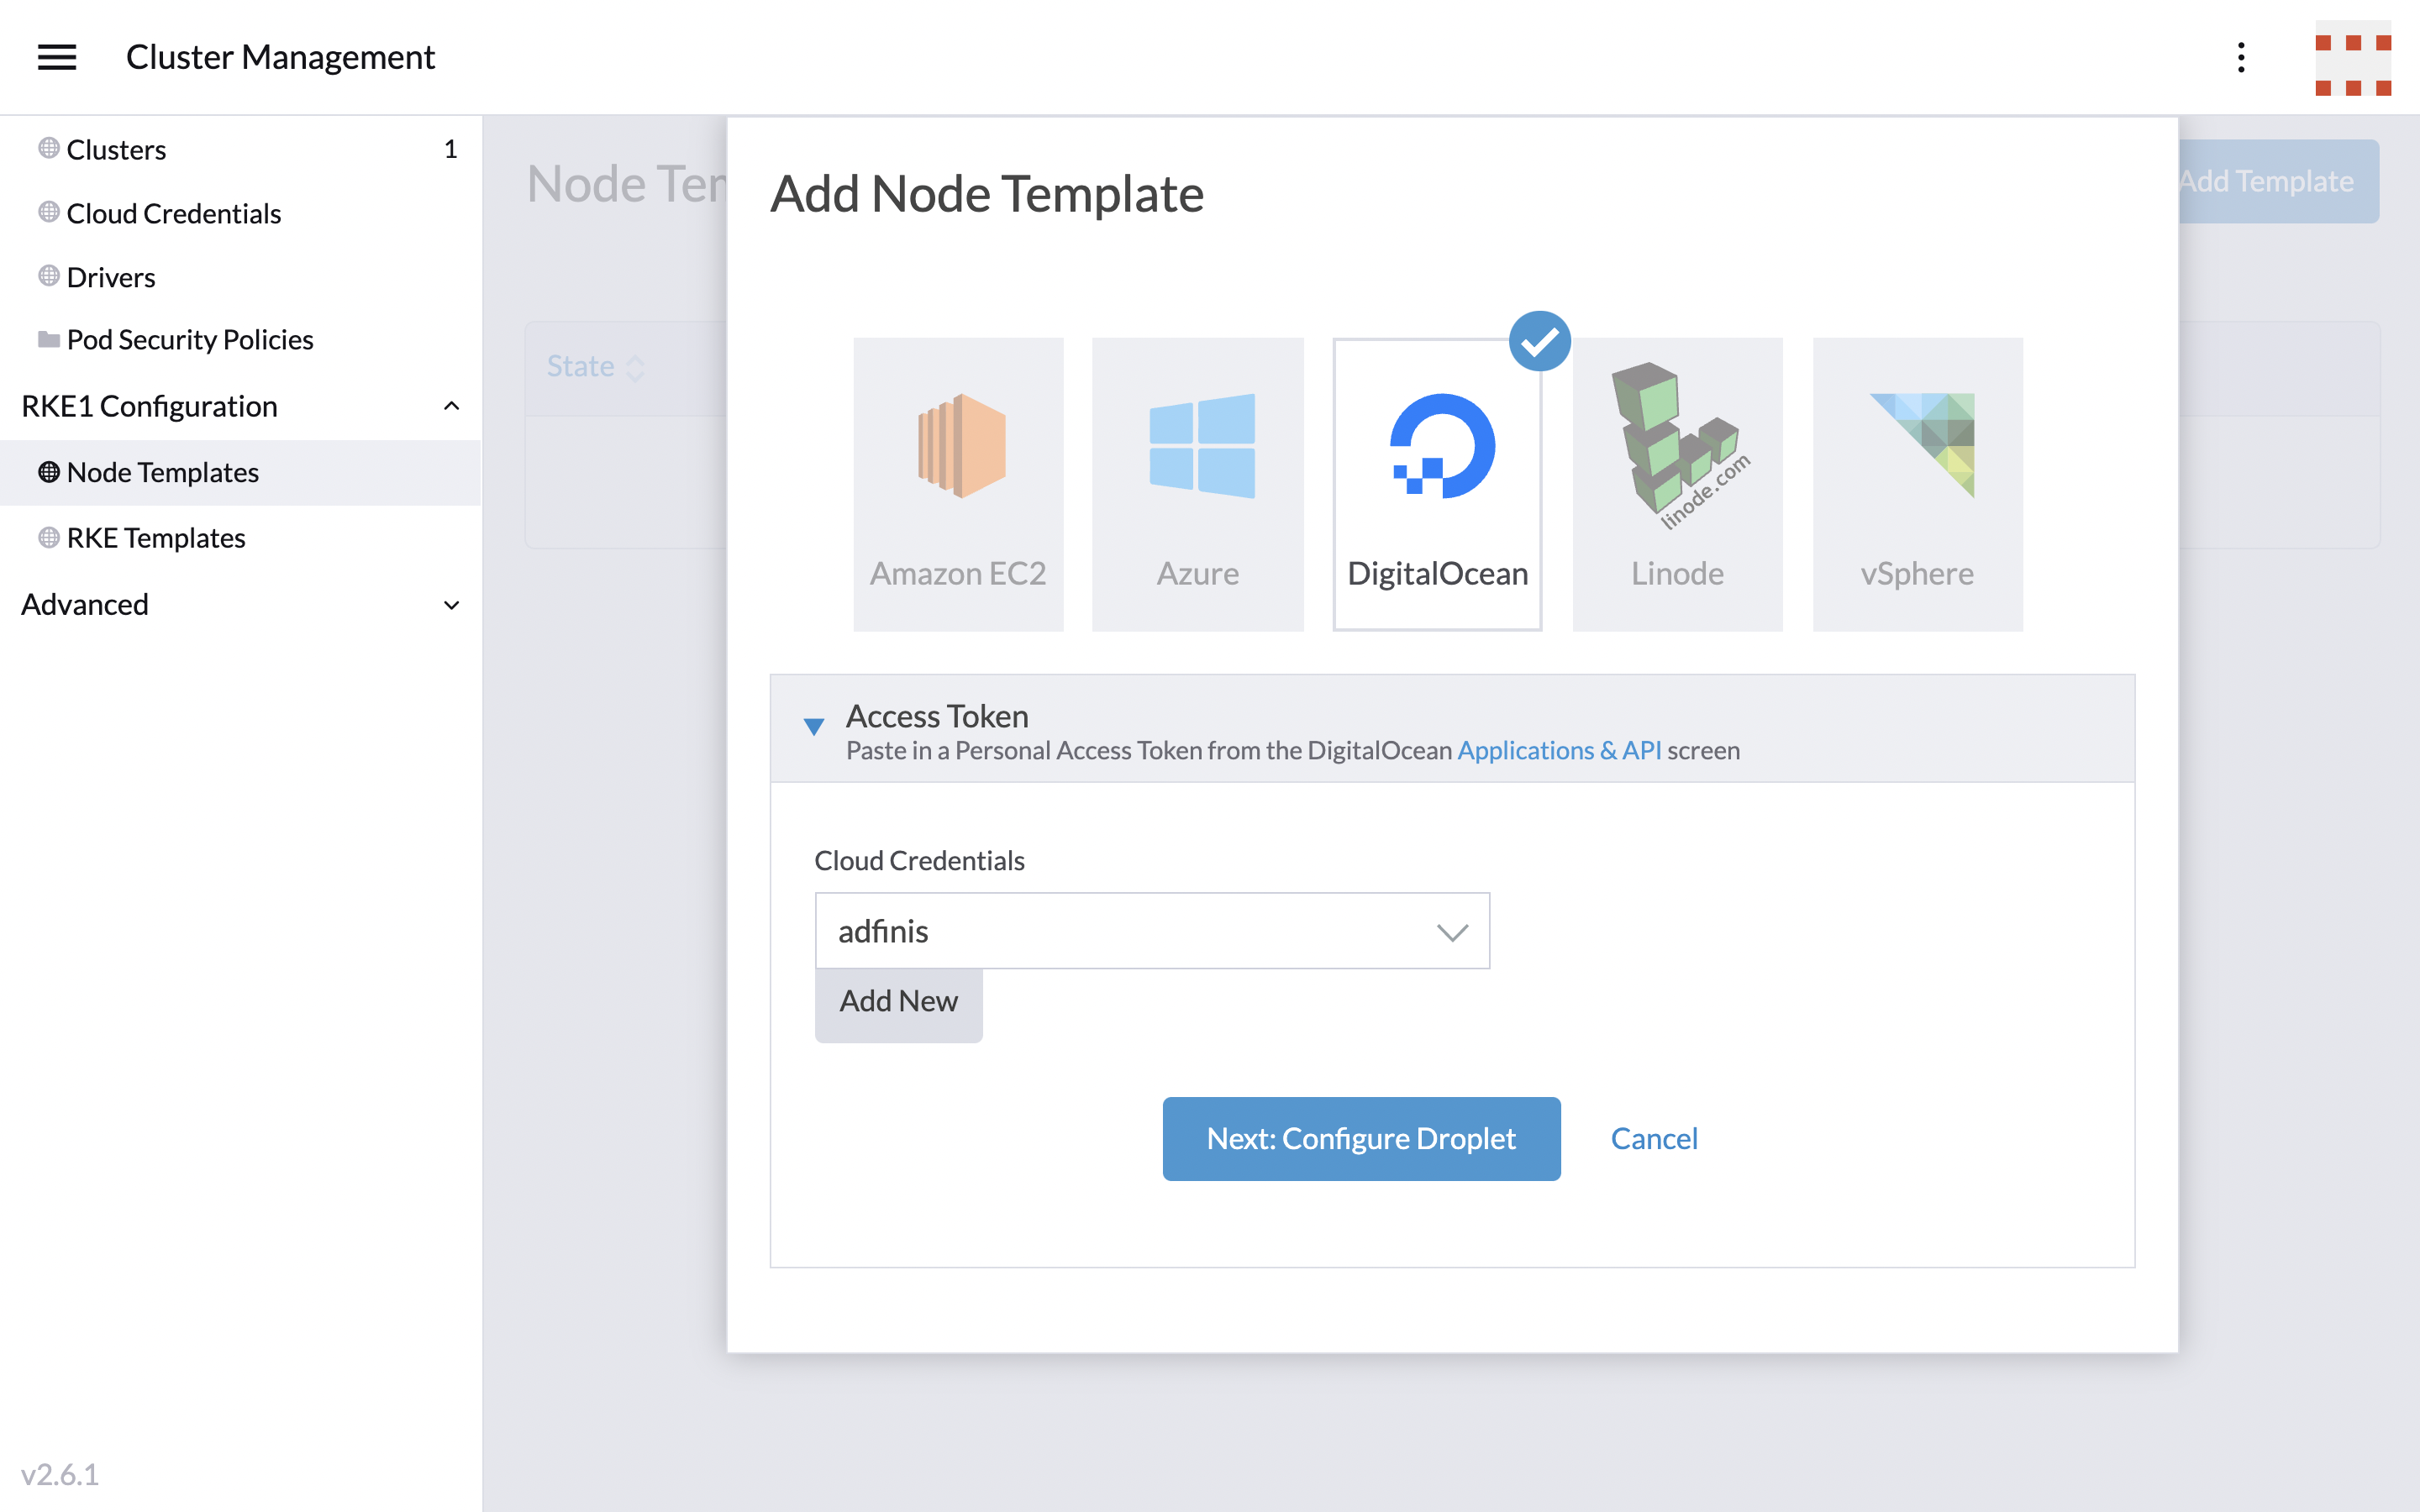 Cluster Management
Clusters 1
Cloud Credentials
Drivers
Pod Security Policies
RKE1 Configuration
Node Templates
RKE Templates
Advanced
v2.6.1
Node Tem
Add Template
State
Add Node Template
linode.com
Amazon EC2
Azure
DigitalOcean
Linode
vSphere
Access Token
Paste in a Personal Access Token from the DigitalOcean Applications & API screen
Cloud Credentials
adfinis
Add New
Next: Configure Droplet
Cancel